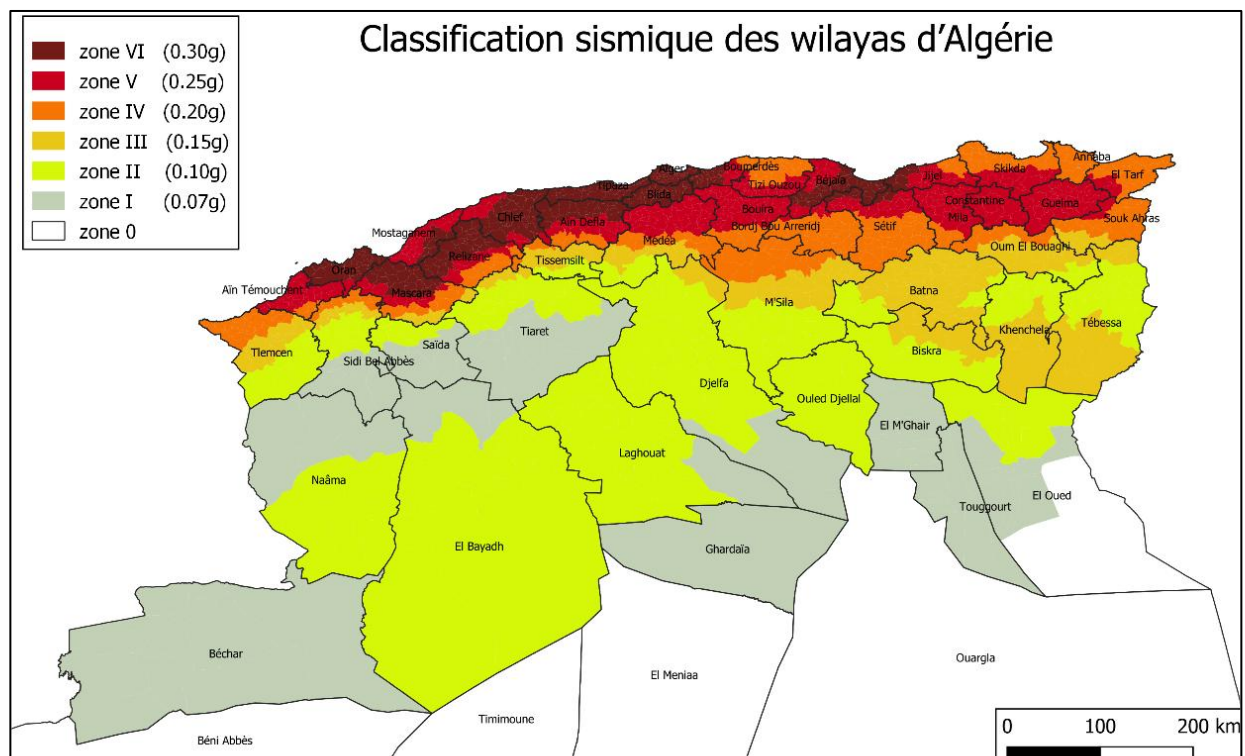 Classification sismique des wilayas d’Algérie
zone VI (0.30g)
zone V (0.25g)
zone IV (0.20g)
zone III (0.15g)
zone II (0.10g)
zone I (0.07g)
zone 0
Alger
Boumerdès
Tipaza
Blida
Tizi Ouzou
Béjaïa
Jijel
Skikda
Annaba
El Tarf
Chlef
Aïn Defla
Bouira
Constantine
Mila
Guelma
Mostaganem
Médéa
Bordj Bou Arreridj
Sétif
Souk Ahras
Oran
Relizane
Tissemsilt
Oum El Bouaghi
Aïn Témouchent
Mascara
M'Sila
Batna
Tlemcen
Sidi Bel Abbès
Saïda
Tiaret
Khenchela
Tébessa
Biskra
Djelfa
Ouled Djellal
El M'Ghair
Laghouat
Naâma
Touggourt
El Oued
El Bayadh
Ghardaïa
Béchar
El Meniaa
Ouargla
Timimoune
Béni Abbès
0 100 200 km